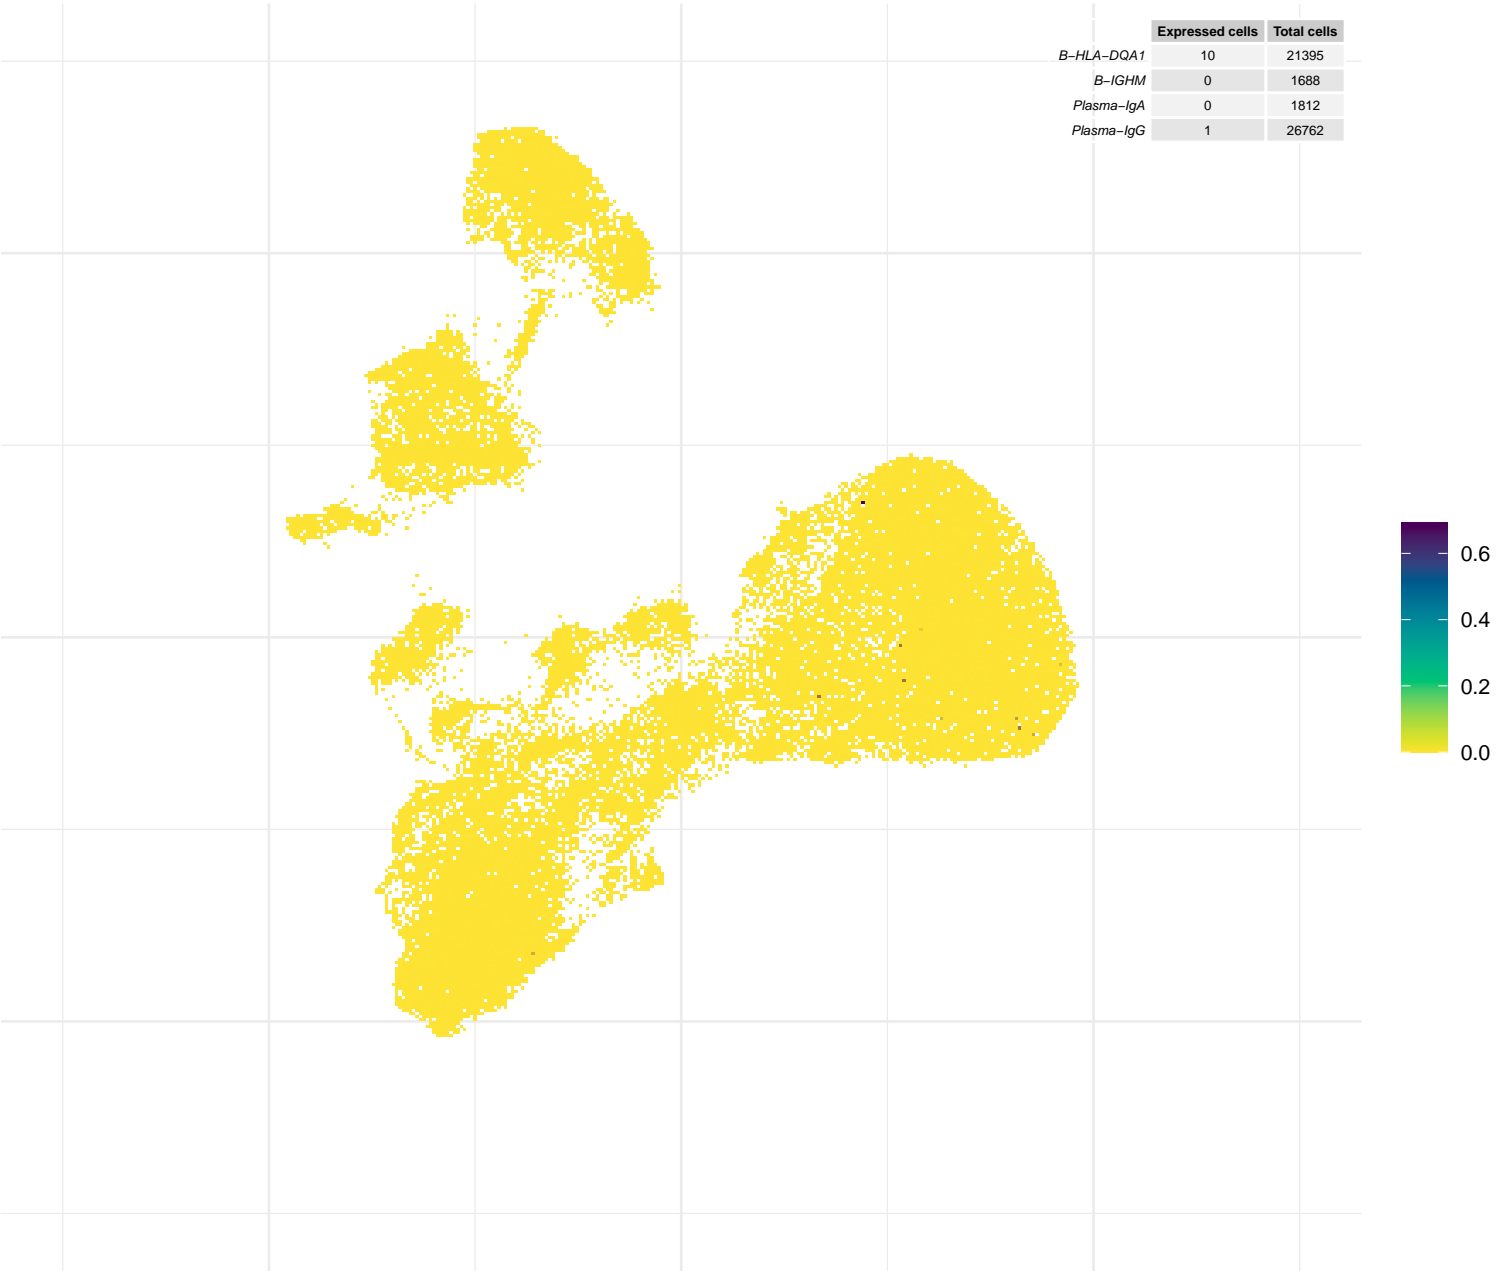 Expressed cells Total cells
B−HLA−DQA1 10 21395
B−IGHM 0 1688
Plasma−IgA 0 1812
Plasma−IgG 1 26762
0.6
0.4
0.2
0.0